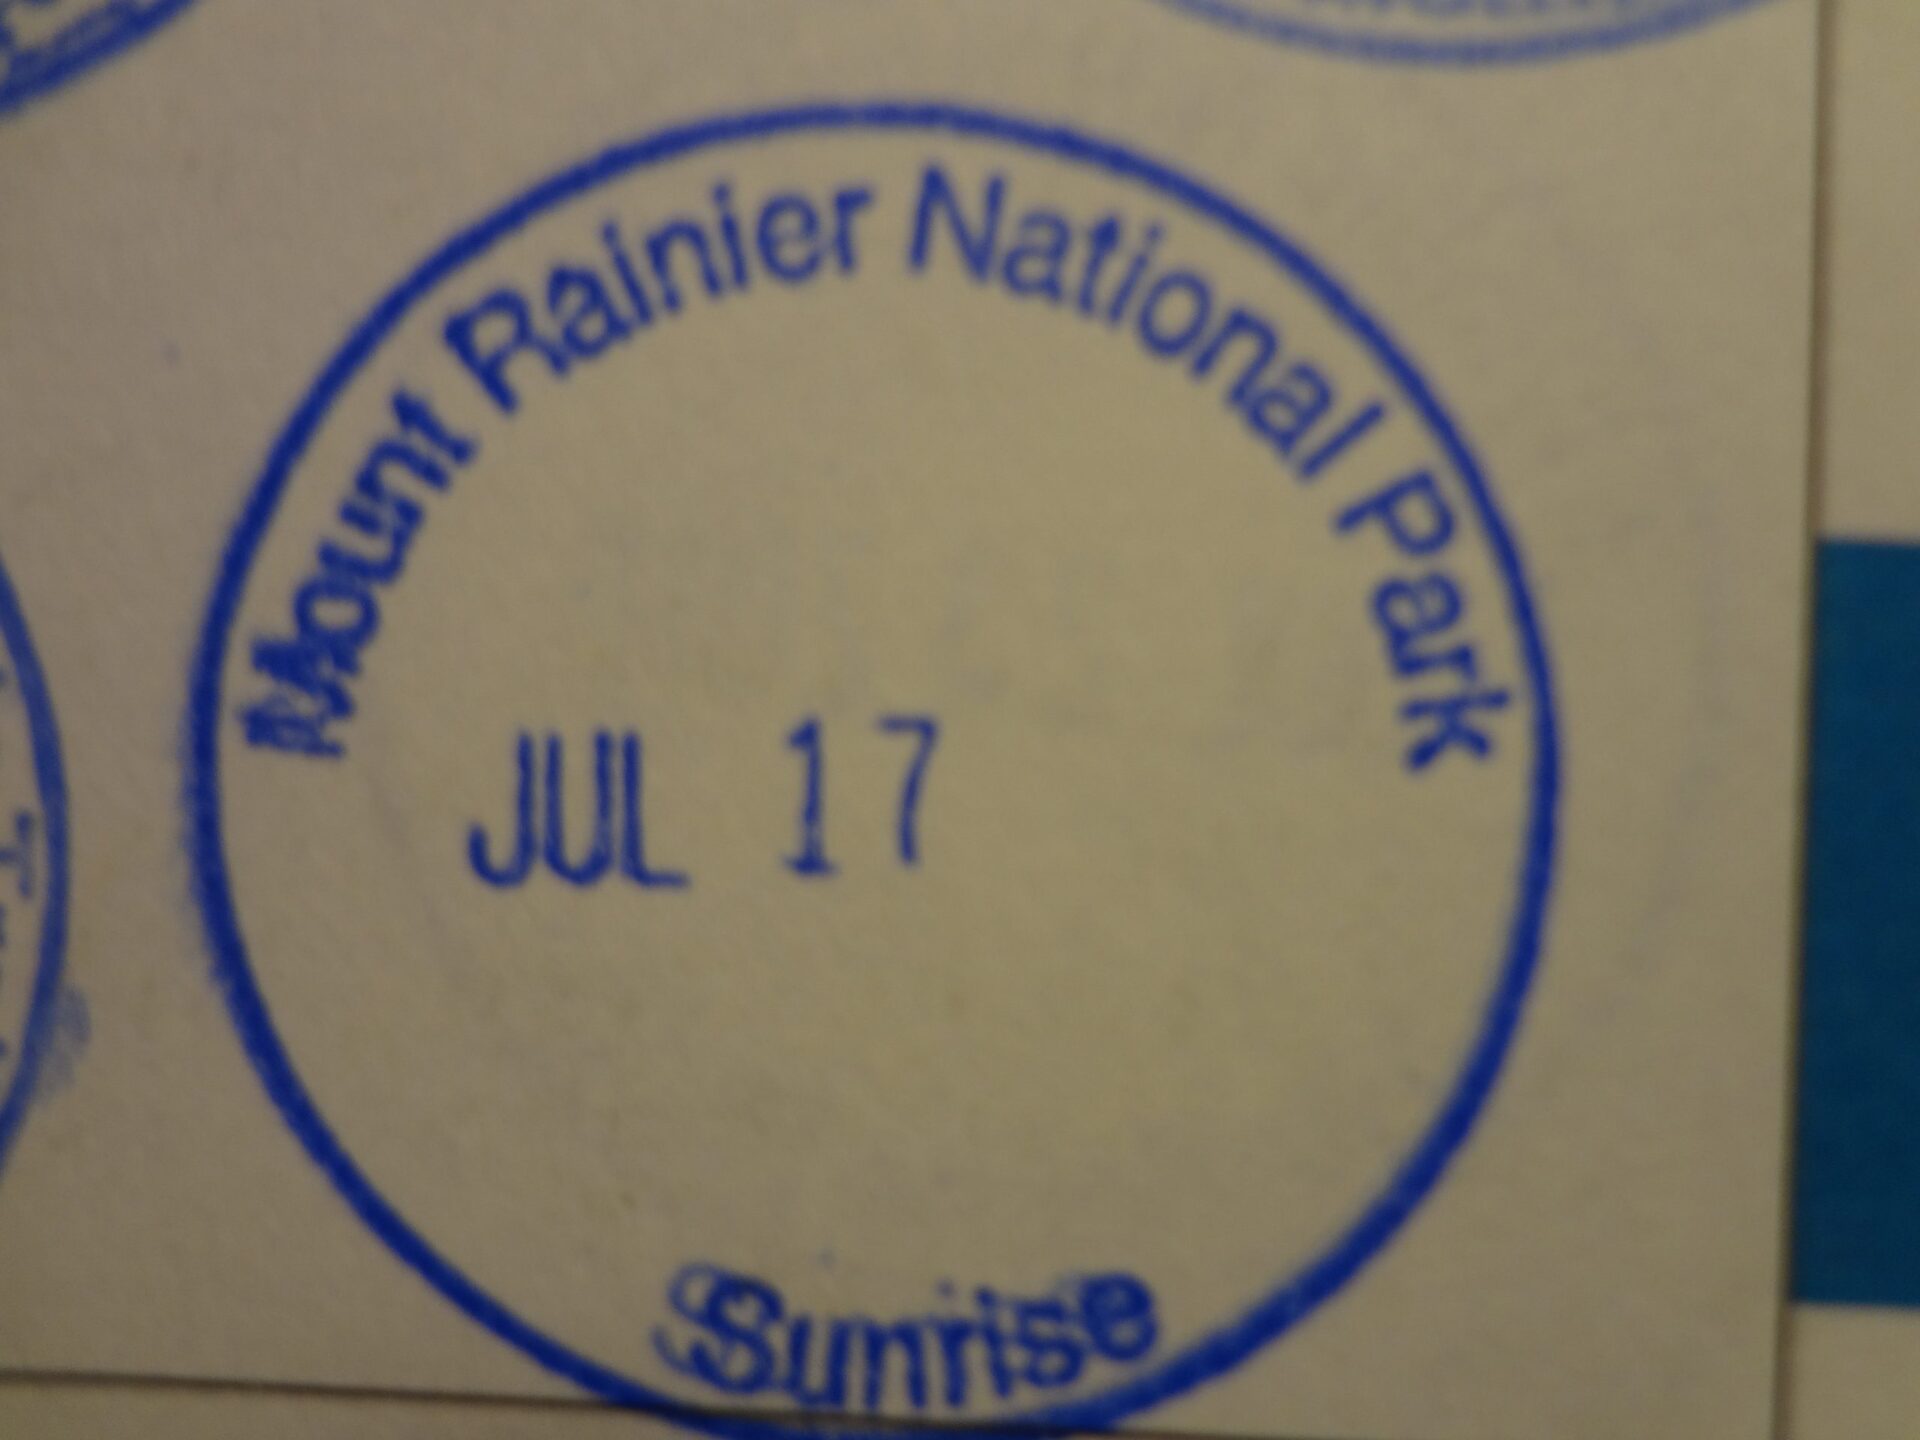 Mount Rainier National Park
JUL 17
Sunrise